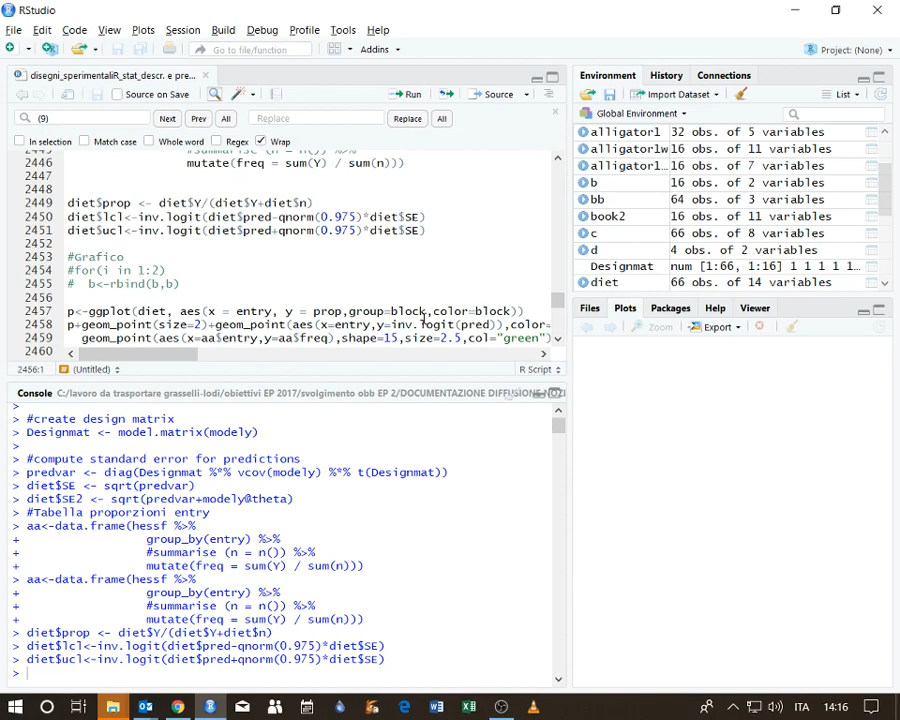 RStudio
File Edit Code View Plots Session Build Debug Profile Tools Help
Go to file/function
Addins
Project: (None)
disegni_sperimentaliR_stat_descr. e pre...
Source on Save
Run
Source
(9)
Next
Prev
All
Replace
Replace
All
In selection
Match case
Whole word
Regex
Wrap
2446 mutate(freq = sum(Y) / sum(n)))
2447
2448
2449 diet$prop <- diet$Y/(diet$Y+diet$n)
2450 diet$lcl<-inv.logit(diet$pred-qnorm(0.975)*diet$SE)
2451 diet$ucl<-inv.logit(diet$pred+qnorm(0.975)*diet$SE)
2452
2453 #Grafico
2454 #for(i in 1:2)
2455 # b<-rbind(b,b)
2456
2457 p<-ggplot(diet, aes(x = entry, y = prop,group=block,color=block))
2458 p+geom_point(size=2)+geom_point(aes(x=entry,y=inv.logit(pred)),color=
2459 geom_point(aes(x=aa$entry,y=aa$freq),shape=15,size=2.5,col="green")
2460
2456:1 (Untitled) R Script
Console C:/lavoro da trasportare grasselli-lodi/obiettivi EP 2017/svolgimento obb EP 2/DOCUMENTAZIONE
>
> #create design matrix
> Designmat <- model.matrix(modely)
>
> #compute standard error for predictions
> predvar <- diag(Designmat %*% vcov(modely) %*% t(Designmat))
> diet$SE <- sqrt(predvar)
> diet$SE2 <- sqrt(predvar+modely@theta)
> #Tabella proporzioni entry
> aa<-data.frame(hessf %>%
+ group_by(entry) %>%
+ #summarise (n = n()) %>%
+ mutate(freq = sum(Y) / sum(n)))
> aa<-data.frame(hessf %>%
+ group_by(entry) %>%
+ #summarise (n = n()) %>%
+ mutate(freq = sum(Y) / sum(n)))
> diet$prop <- diet$Y/(diet$Y+diet$n)
> diet$lcl<-inv.logit(diet$pred-qnorm(0.975)*diet$SE)
> diet$ucl<-inv.logit(diet$pred+qnorm(0.975)*diet$SE)
>
Environment History Connections
Import Dataset
List
Global Environment
alligator1 32 obs. of 5 variables
alligator1w 16 obs. of 11 variables
alligator1... 16 obs. of 7 variables
b 16 obs. of 2 variables
bb 64 obs. of 3 variables
book2 16 obs. of 11 variables
c 66 obs. of 8 variables
d 4 obs. of 2 variables
Designmat num [1:66, 1:16] 1 1 1 1 1...
diet 66 obs. of 14 variables
Files Plots Packages Help Viewer
Zoom
Export
ITA
14:16